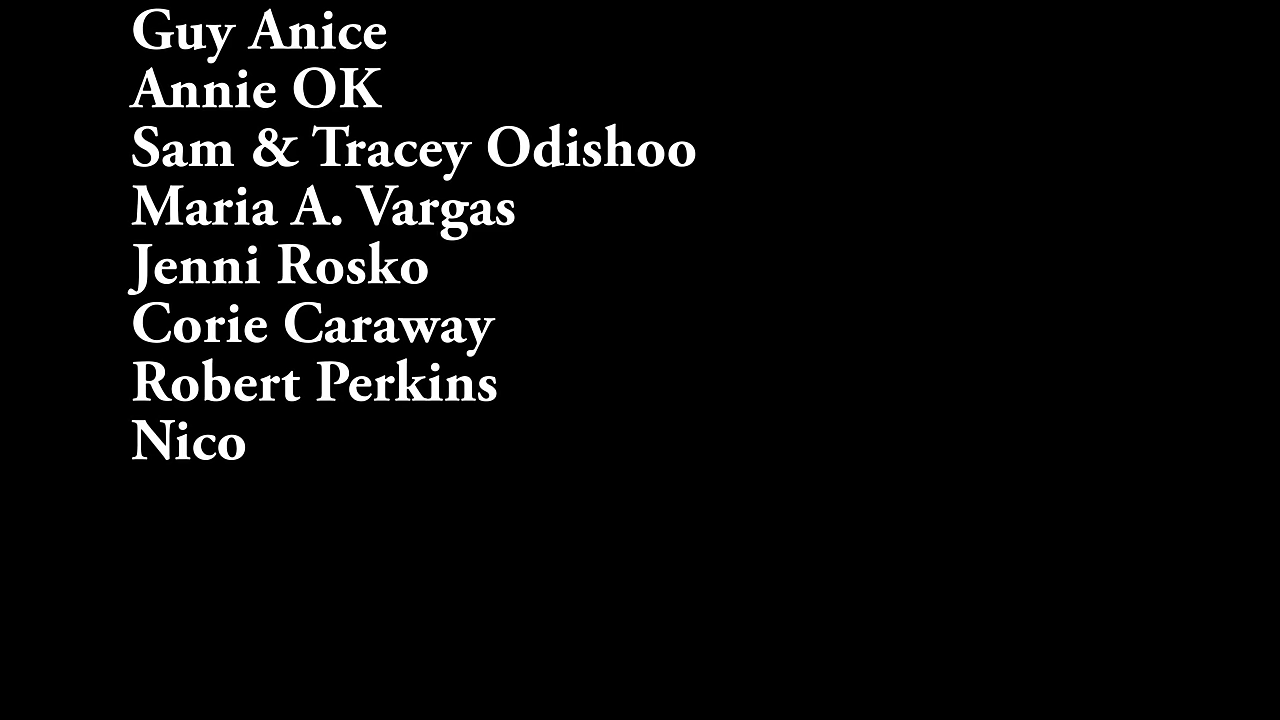 Guy Anice
Annie OK
Sam & Tracey Odishoo
Maria A. Vargas
Jenni Rosko
Corie Caraway
Robert Perkins
Nico